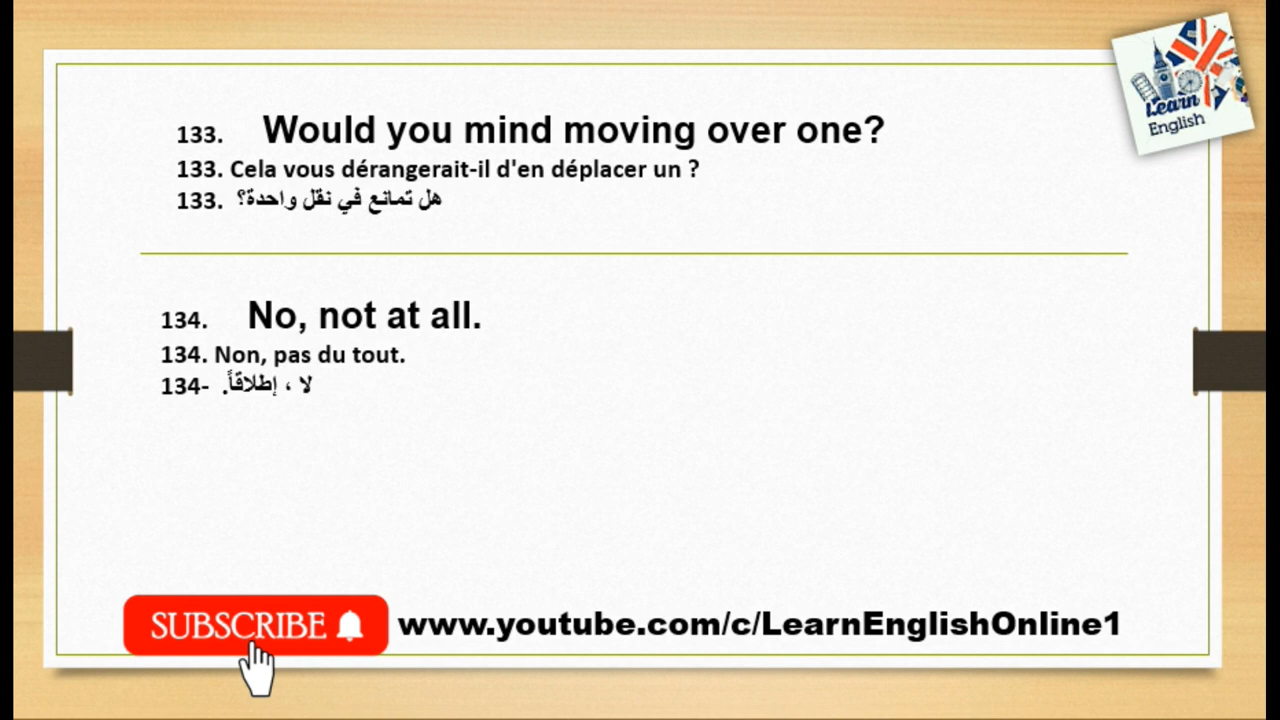 133. Would you mind moving over one?
133. Cela vous dérangerait-il d'en déplacer un ?
133. هل تمانع في نقل واحدة؟
134. No, not at all.
134. Non, pas du tout.
134- لا ، إطلاقاً.
SUBSCRIBE www.youtube.com/c/LearnEnglishOnline1
Learn
English